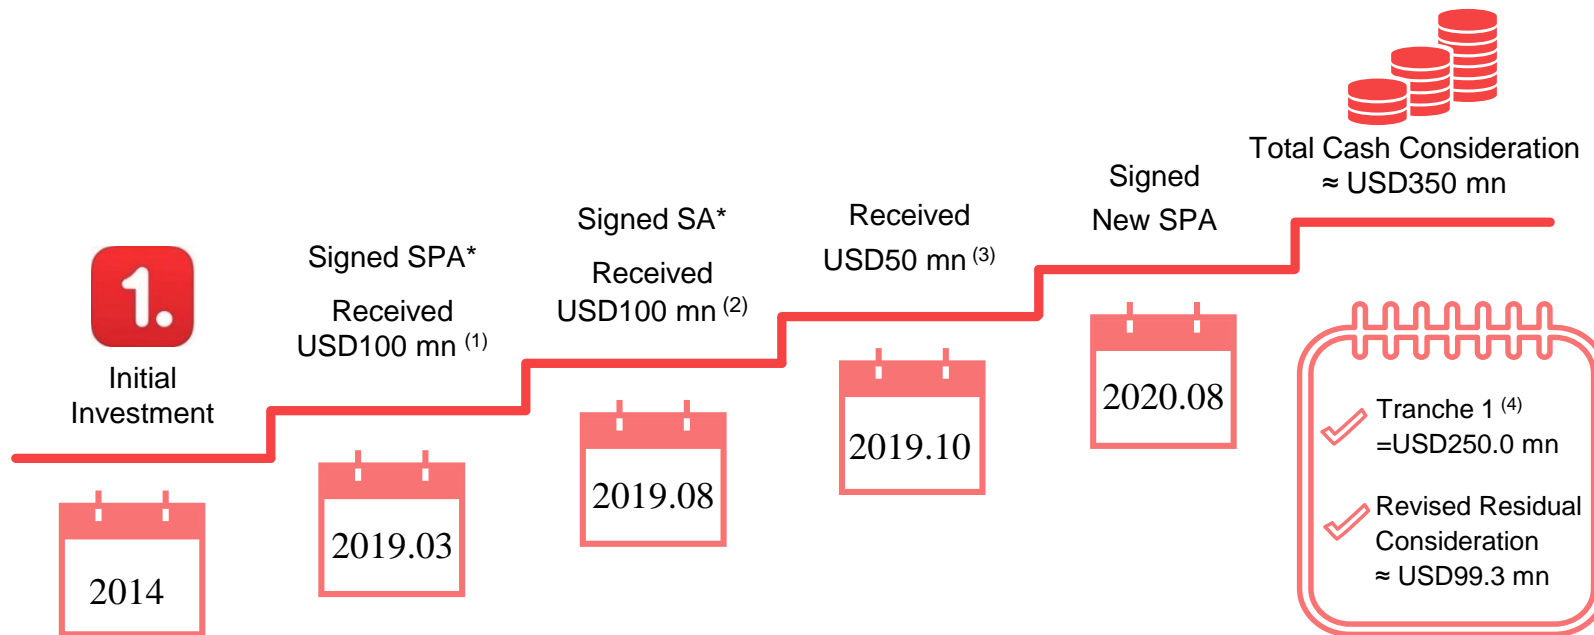 1.
Initial
Investment
2014
Signed SPA*
Received
USD100 mn (1)
2019.03
Signed SA*
Received
USD100 mn (2)
2019.08
Received
USD50 mn (3)
2019.10
Signed
New SPA
2020.08
Total Cash Consideration
≈ USD350 mn
Tranche 1 (4)
=USD250.0 mn
Revised Residual
Consideration
≈ USD99.3 mn